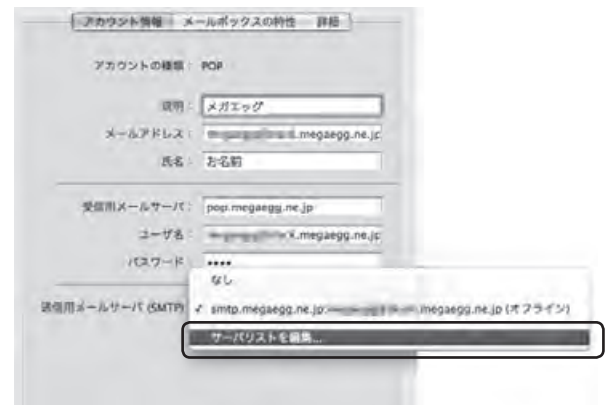 アカウント情報 メールボックスの特性 詳細
アカウントの種類： POP
説明： メガエッグ
メールアドレス： .megaegg.ne.jp
氏名： お名前
受信用メールサーバ： pop.megaegg.ne.jp
ユーザ名： .megaegg.ne.jp
パスワード： ••••
なし
送信用メールサーバ (SMTP) ✓ smtp.megaegg.ne.jp: .megaegg.ne.jp (オフライン)
サーバリストを編集...